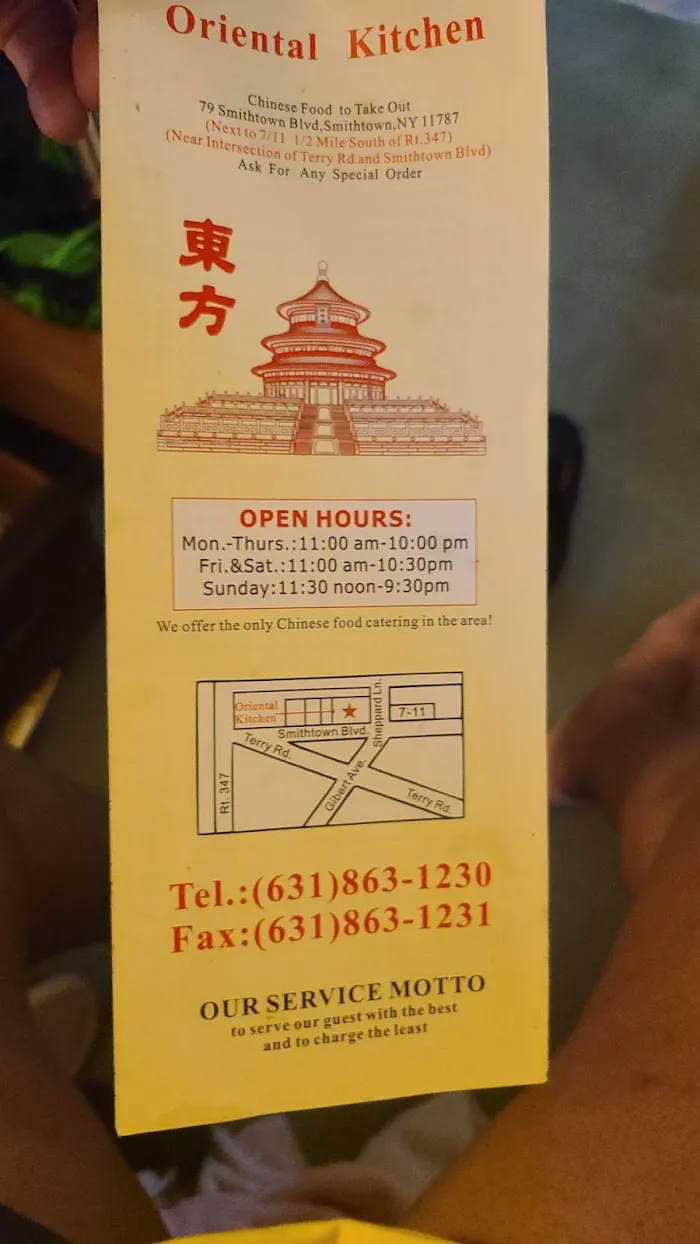 Oriental Kitchen
Chinese Food to Take Out
79 Smithtown Blvd,Smithtown,NY 11787
(Next to 7/11 1/2 Mile South of Rt.347)
(Near Intersection of Terry Rd and Smithtown Blvd)
Ask For Any Special Order
東方
OPEN HOURS:
Mon.-Thurs.:11:00 am-10:00 pm
Fri.&Sat.:11:00 am-10:30pm
Sunday:11:30 noon-9:30pm
We offer the only Chinese food catering in the area!
Oriental
Kitchen
Smithtown Blvd.
Sheppard Ln.
7-11
Terry Rd.
Rt. 347
Gibert Ave.
Terry Rd.
Tel.:(631)863-1230
Fax:(631)863-1231
OUR SERVICE MOTTO
to serve our guest with the best
and to charge the least